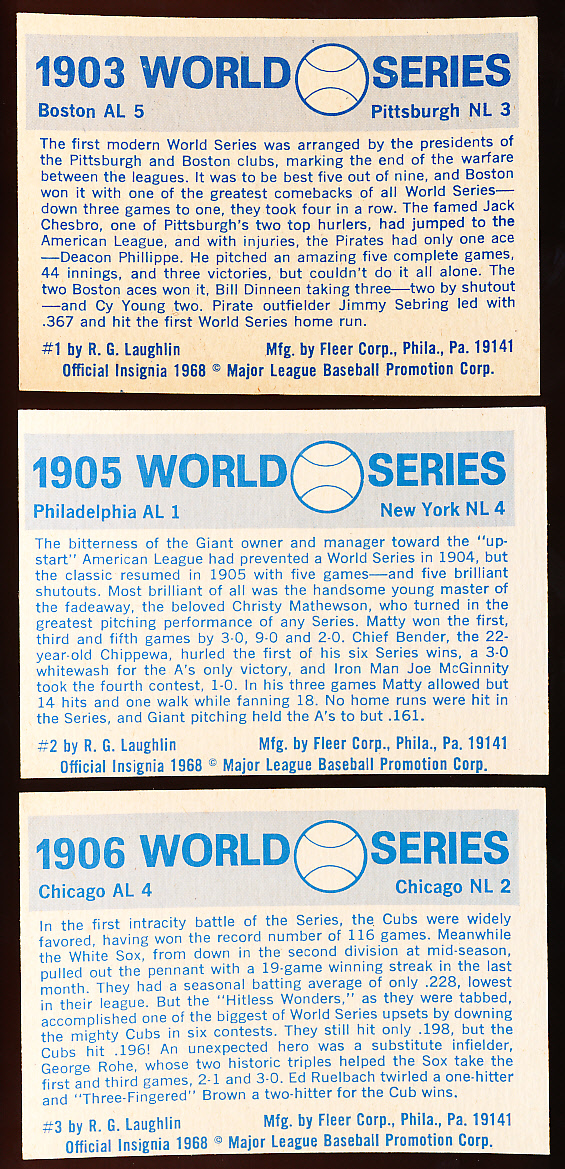 1903 WORLD SERIES
Boston AL 5 Pittsburgh NL 3
The first modern World Series was arranged by the presidents of
the Pittsburgh and Boston clubs, marking the end of the warfare
between the leagues. It was to be best five out of nine, and Boston
won it with one of the greatest comebacks of all World Series—
down three games to one, they took four in a row. The famed Jack
Chesbro, one of Pittsburgh's two top hurlers, had jumped to the
American League, and with injuries, the Pirates had only one ace
—Deacon Phillippe. He pitched an amazing five complete games,
44 innings, and three victories, but couldn't do it all alone. The
two Boston aces won it, Bill Dinneen taking three—two by shutout
—and Cy Young two. Pirate outfielder Jimmy Sebring led with
.367 and hit the first World Series home run.
#1 by R. G. Laughlin Mfg. by Fleer Corp., Phila., Pa. 19141
Official Insignia 1968 © Major League Baseball Promotion Corp.
1905 WORLD SERIES
Philadelphia AL 1 New York NL 4
The bitterness of the Giant owner and manager toward the "up-
start" American League had prevented a World Series in 1904, but
the classic resumed in 1905 with five games—and five brilliant
shutouts. Most brilliant of all was the handsome young master of
the fadeaway, the beloved Christy Mathewson, who turned in the
greatest pitching performance of any Series. Matty won the first,
third and fifth games by 3-0, 9-0 and 2-0. Chief Bender, the 22-
year-old Chippewa, hurled the first of his six Series wins, a 3-0
whitewash for the A's only victory, and Iron Man Joe McGinnity
took the fourth contest, 1-0. In his three games Matty allowed but
14 hits and one walk while fanning 18. No home runs were hit in
the Series, and Giant pitching held the A's to but .161.
#2 by R. G. Laughlin Mfg. by Fleer Corp., Phila., Pa. 19141
Official Insignia 1968 © Major League Baseball Promotion Corp.
1906 WORLD SERIES
Chicago AL 4 Chicago NL 2
In the first intracity battle of the Series, the Cubs were widely
favored, having won the record number of 116 games. Meanwhile
the White Sox, from down in the second division at mid-season,
pulled out the pennant with a 19-game winning streak in the last
month. They had a seasonal batting average of only .228, lowest
in their league. But the "Hitless Wonders," as they were tabbed,
accomplished one of the biggest of World Series upsets by downing
the mighty Cubs in six contests. They still hit only .198, but the
Cubs hit .196! An unexpected hero was a substitute infielder,
George Rohe, whose two historic triples helped the Sox take the
first and third games, 2-1 and 3-0. Ed Ruelbach twirled a one-hitter
and "Three-Fingered" Brown a two-hitter for the Cub wins.
#3 by R. G. Laughlin Mfg. by Fleer Corp., Phila., Pa. 19141
Official Insignia 1968 © Major League Baseball Promotion Corp.